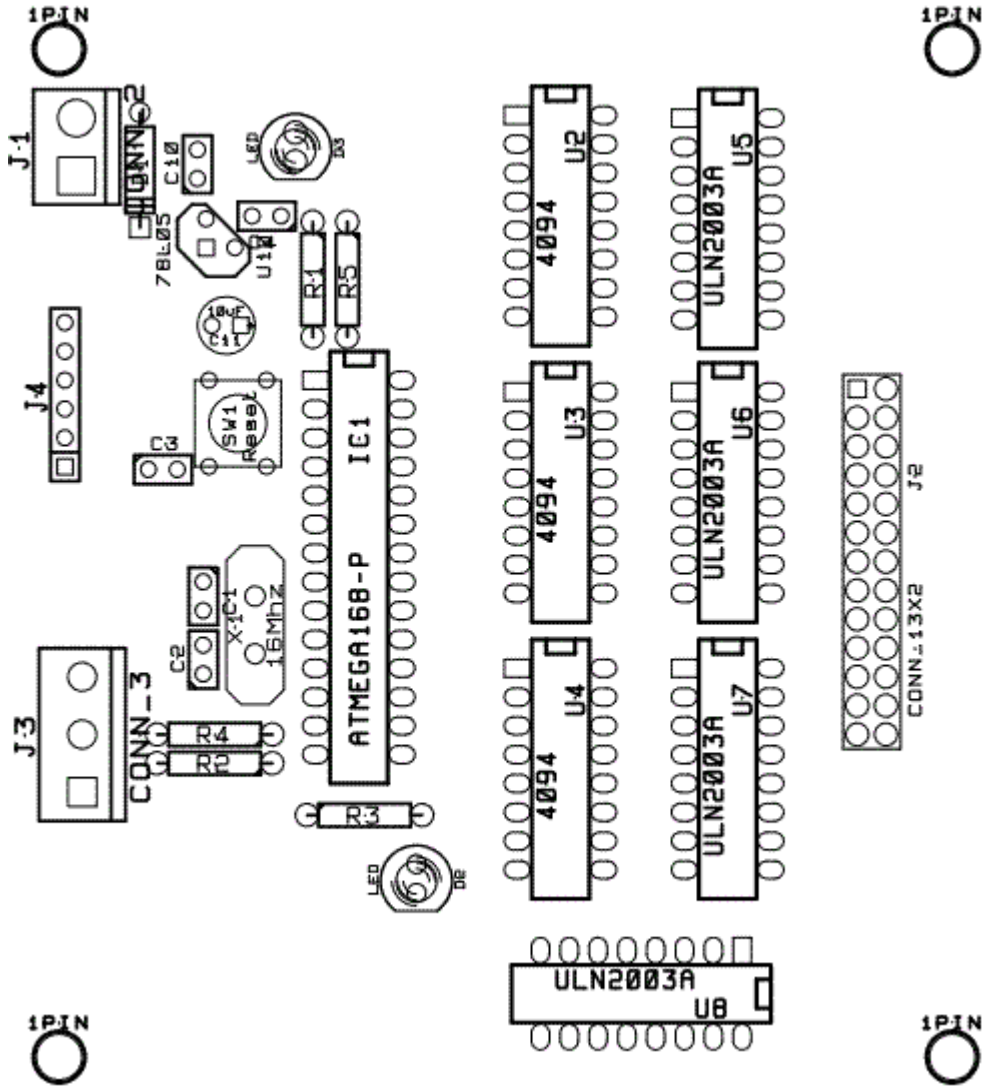 1PIN
1PIN
J1
C10
LED
D3
78L05
U10
R1
R5
10uF
C11
U2
4094
U5
ULN2003A
J4
SW1
Reset
C3
IC1
ATMEGA168-P
U3
4094
U6
ULN2003A
J2
CONN_13X2
C1
X1
16Mhz
C2
J3
CONN_3
R4
R2
R3
LED
D2
U4
4094
U7
ULN2003A
ULN2003A
U8
1PIN
1PIN